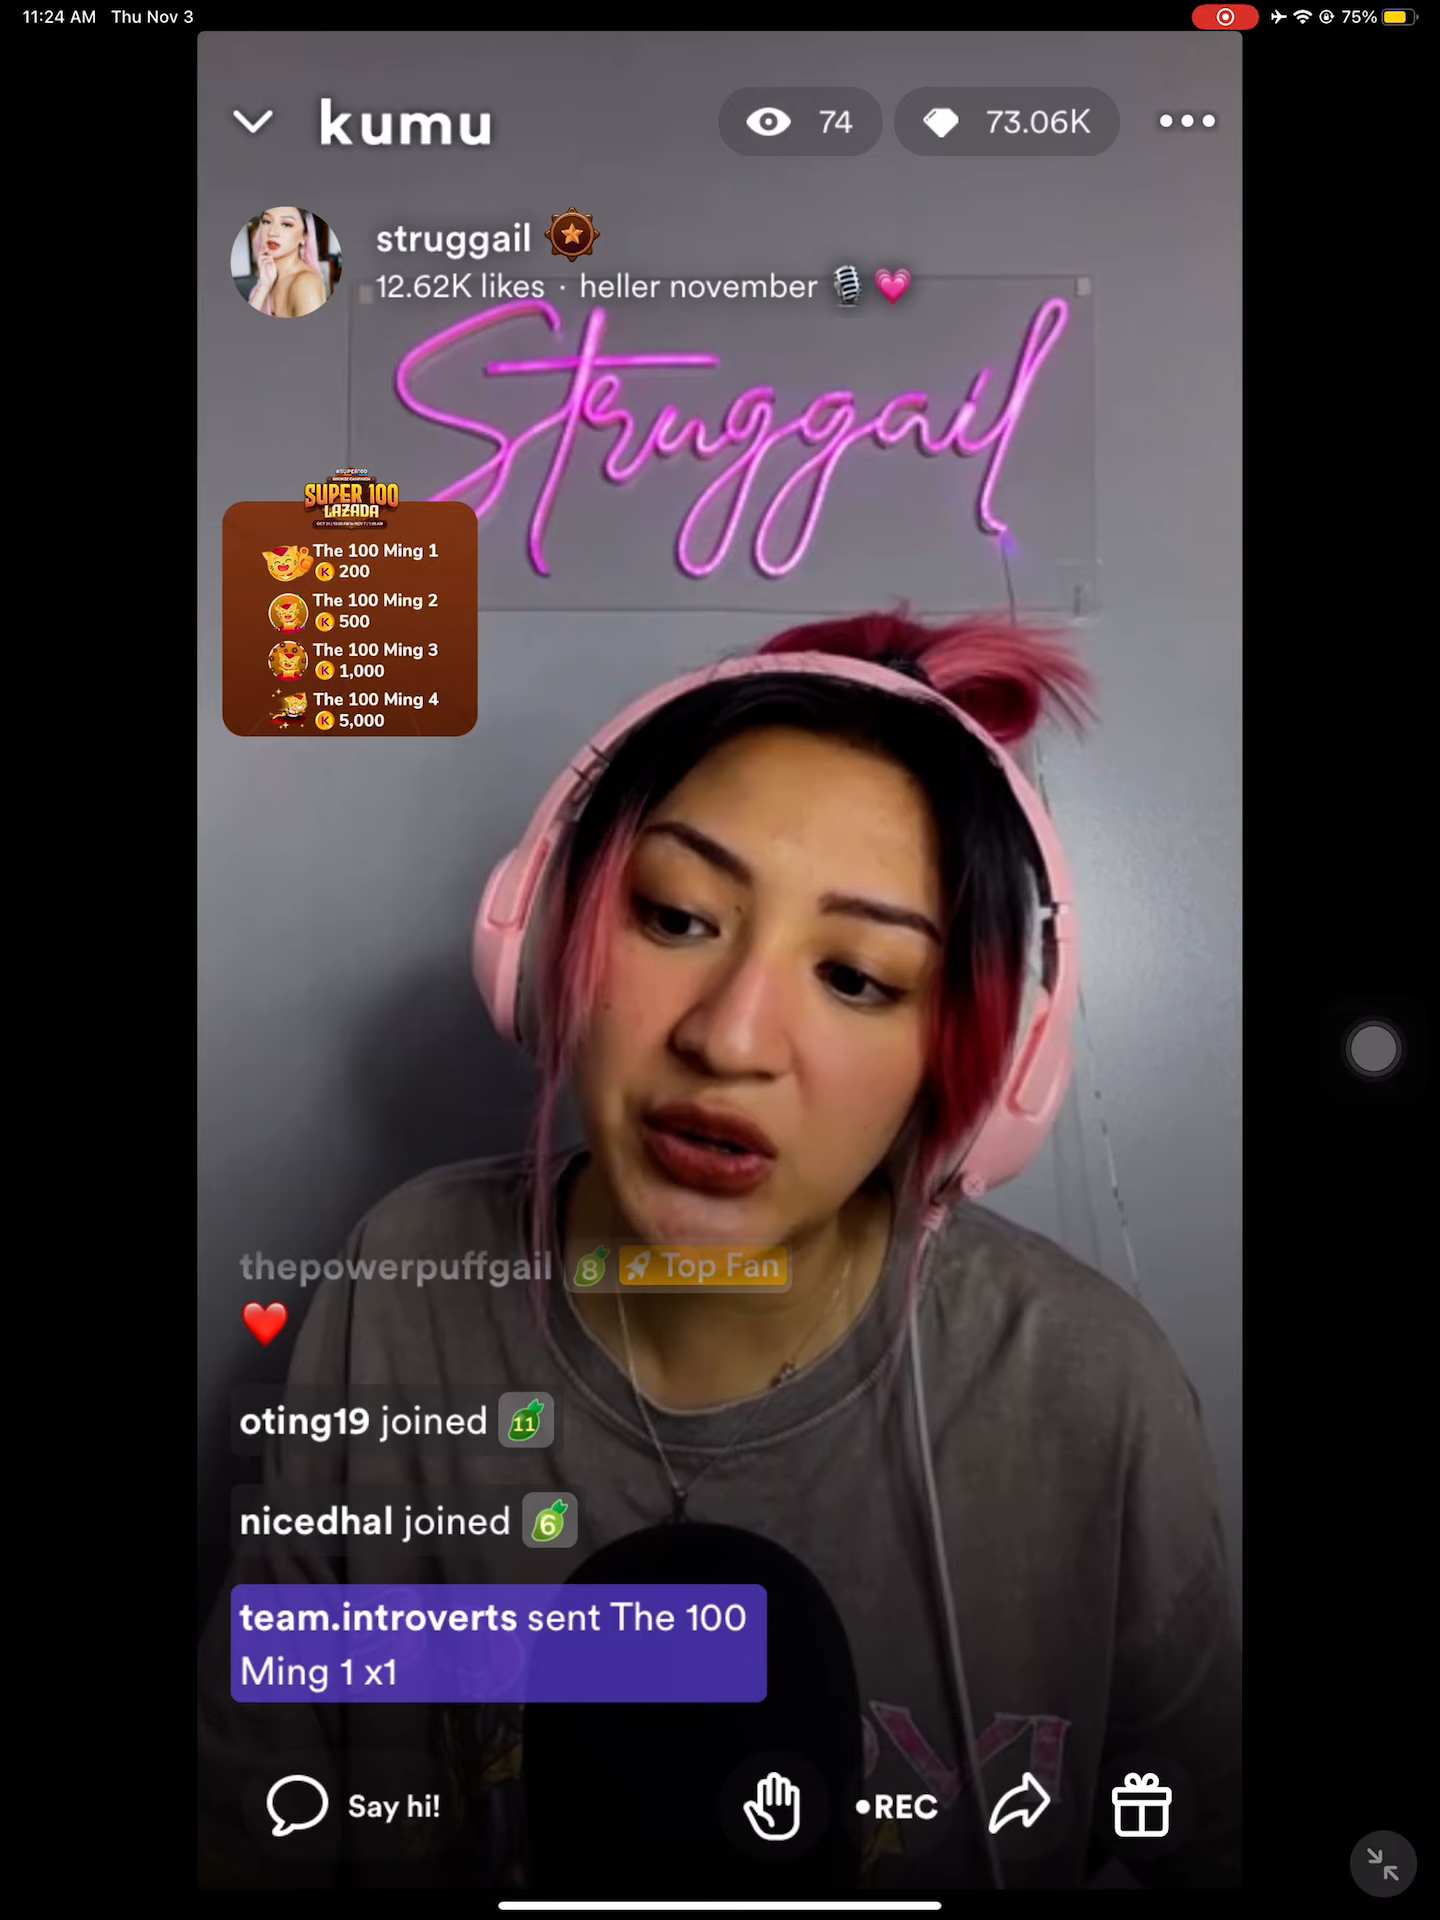 11:24 AM Thu Nov 3
75%
kumu
74
73.06K
struggail
12.62K likes · heller november
Struggail
#SUPER100
BRONZE CAMPAIGN
SUPER 100
LAZADA
The 100 Ming 1
K 200
The 100 Ming 2
K 500
The 100 Ming 3
K 1,000
The 100 Ming 4
K 5,000
thepowerpuffgail 8 Top Fan
oting19 joined 11
nicedhal joined 6
team.introverts sent The 100
Ming 1 x1
Say hi!
REC